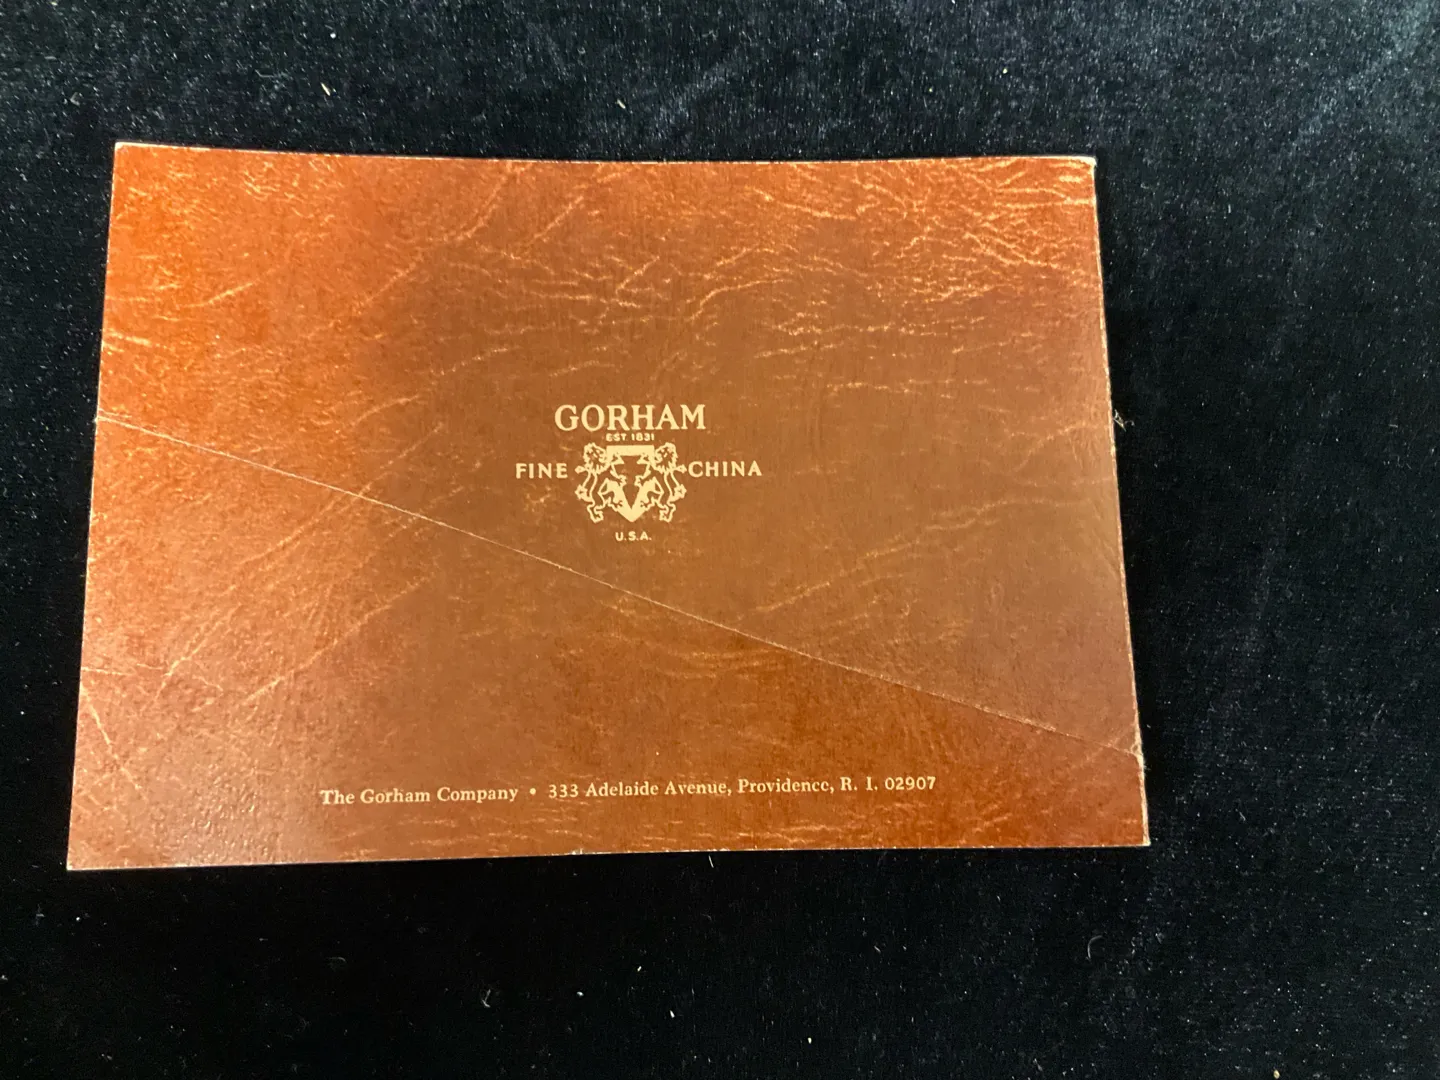 GORHAM
EST 1831
FINE CHINA
U.S.A.
The Gorham Company • 333 Adelaide Avenue, Providence, R. I. 02907